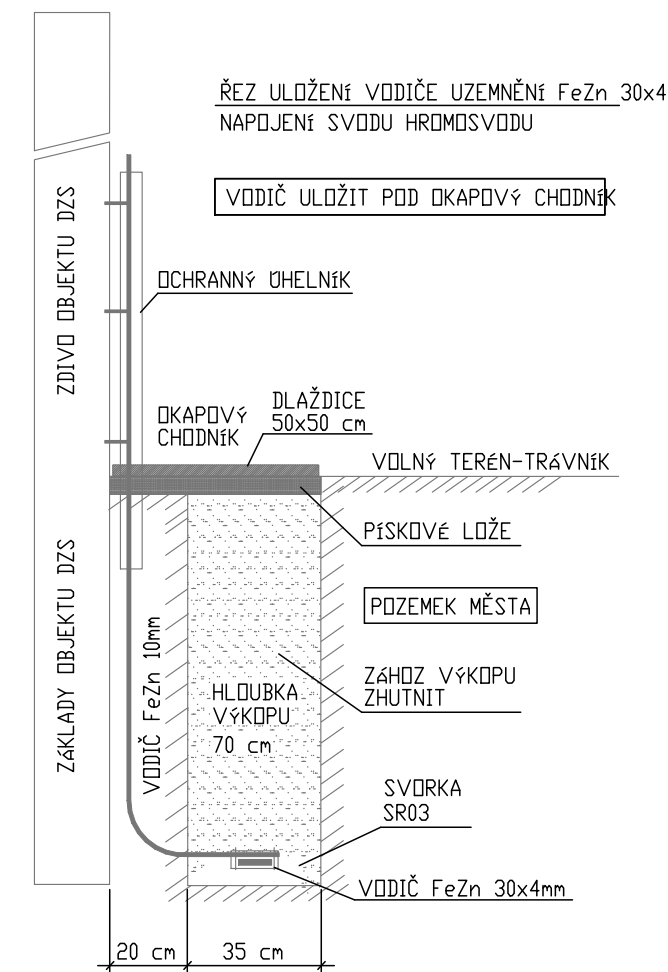 ŘEZ ULOŽENÍ VODIČE UZEMNĚNÍ FeZn 30x4
NAPOJENÍ SVODU HROMOSVODU
VODIČ ULOŽIT POD OKAPOVÝ CHODNÍK
ZDIVO OBJEKTU DZS
OCHRANNÝ ÚHELNÍK
OKAPOVÝ
CHODNÍK
DLAŽDICE
50x50 cm
VOLNÝ TERÉN-TRÁVNÍK
PÍSKOVÉ LOŽE
POZEMEK MĚSTA
ZÁKLADY OBJEKTU DZS
VODIČ FeZn 10mm
HLOUBKA
VÝKOPU
70 cm
ZÁHOZ VÝKOPU
ZHUTNIT
SVORKA
SR03
VODIČ FeZn 30x4mm
20 cm
35 cm